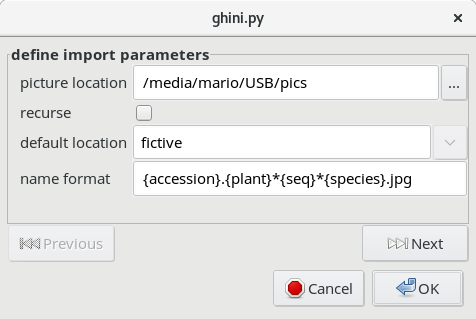 ghini.py
define import parameters
picture location /media/mario/USB/pics ...
recurse
default location fictive
name format {accession}.{plant}*{seq}*{species}.jpg
Previous Next
Cancel OK